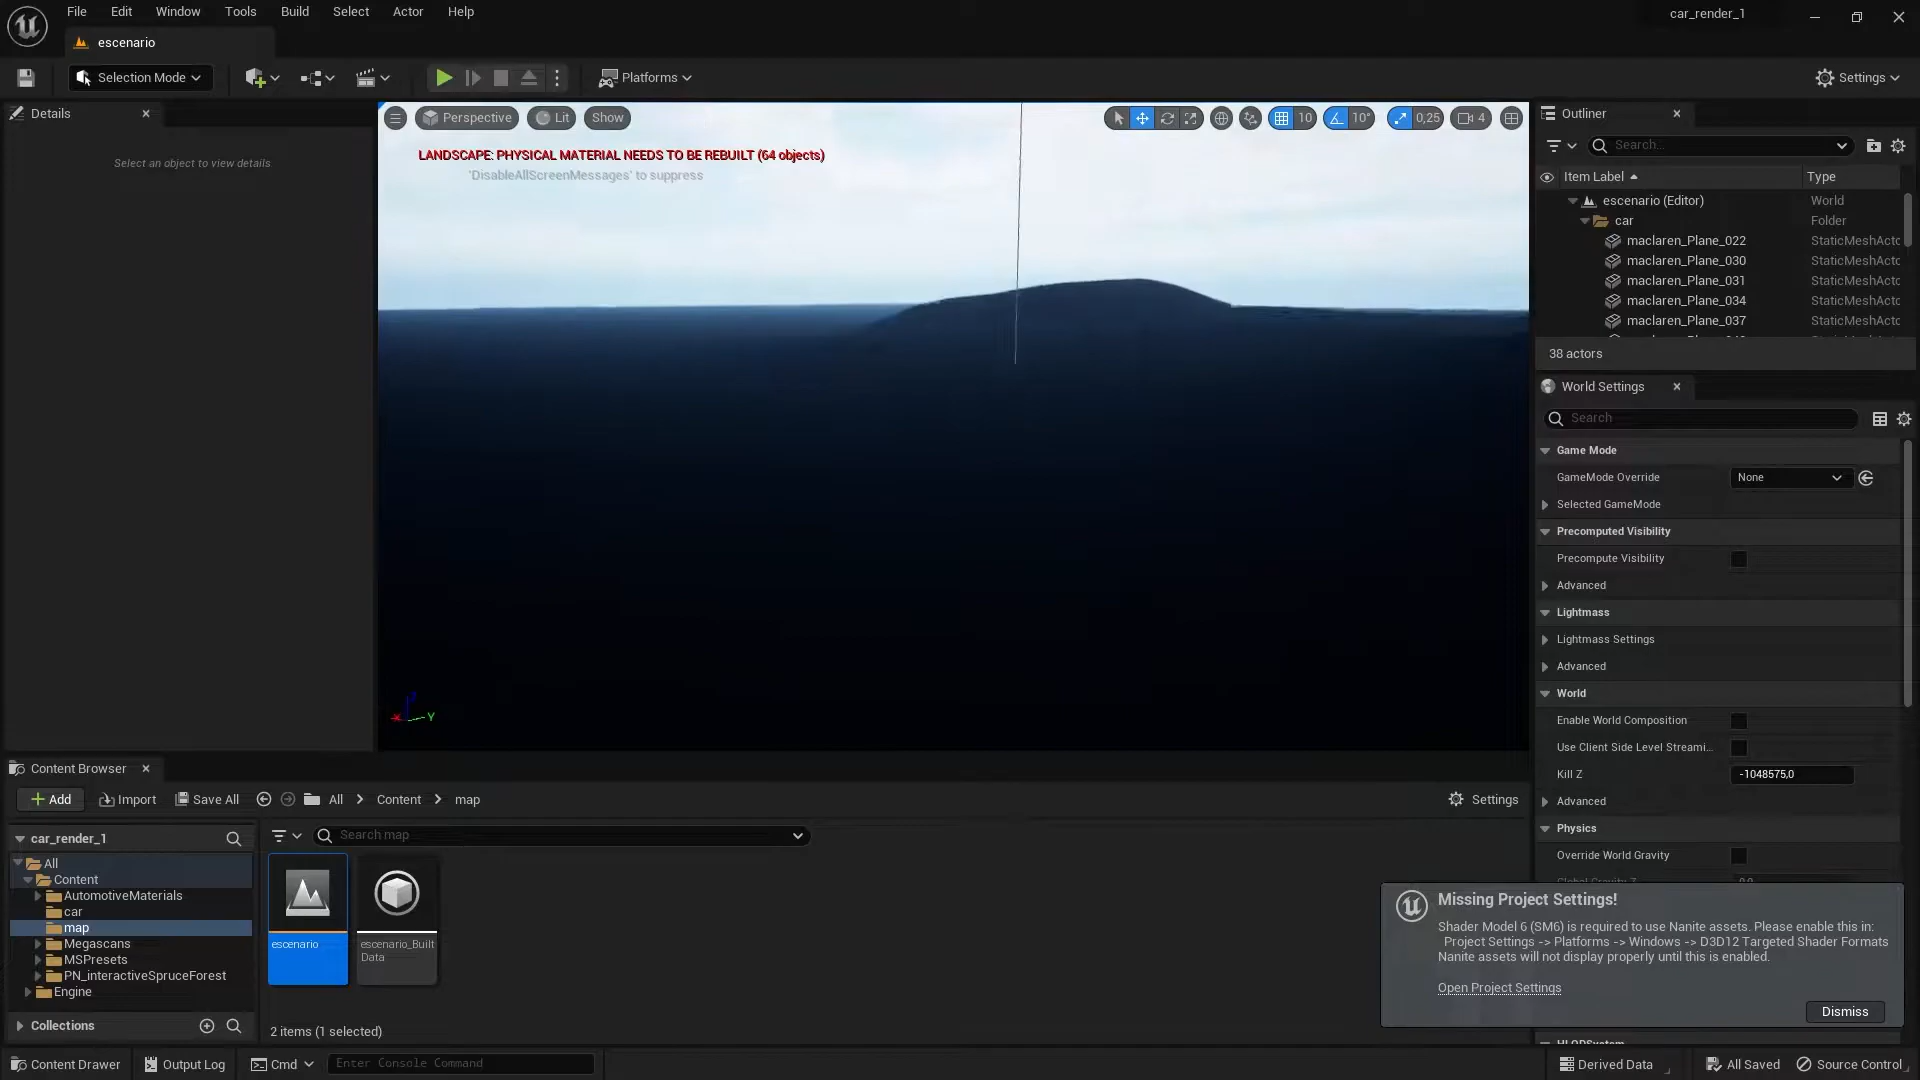 File Edit Window Tools Build Select Actor Help
car_render_1
escenario
Selection Mode
Platforms
Settings
Details
Select an object to view details
Perspective Lit Show
10 10° 0,25 4
LANDSCAPE: PHYSICAL MATERIAL NEEDS TO BE REBUILT (64 objects)
'DisableAllScreenMessages' to suppress
X Y
Outliner
Search...
Item Label Type
escenario (Editor) World
car Folder
maclaren_Plane_022 StaticMeshActo
maclaren_Plane_030 StaticMeshActo
maclaren_Plane_031 StaticMeshActo
maclaren_Plane_034 StaticMeshActo
maclaren_Plane_037 StaticMeshActo
38 actors
World Settings
Search
Game Mode
GameMode Override None
Selected GameMode
Precomputed Visibility
Precompute Visibility
Advanced
Lightmass
Lightmass Settings
Advanced
World
Enable World Composition
Use Client Side Level Streami...
Kill Z -1048575,0
Advanced
Physics
Override World Gravity
Missing Project Settings!
Shader Model 6 (SM6) is required to use Nanite assets. Please enable this in:
Project Settings -> Platforms -> Windows -> D3D12 Targeted Shader Formats
Nanite assets will not display properly until this is enabled.
Open Project Settings
Dismiss
Content Browser
Add Import Save All All Content map
Settings
car_render_1
Search map
All
Content
AutomotiveMaterials
car
map
Megascans
MSPresets
PN_interactiveSpruceForest
Engine
Collections
escenario
escenario_Built
Data
2 items (1 selected)
Content Drawer Output Log Cmd Enter Console Command
Derived Data All Saved Source Control